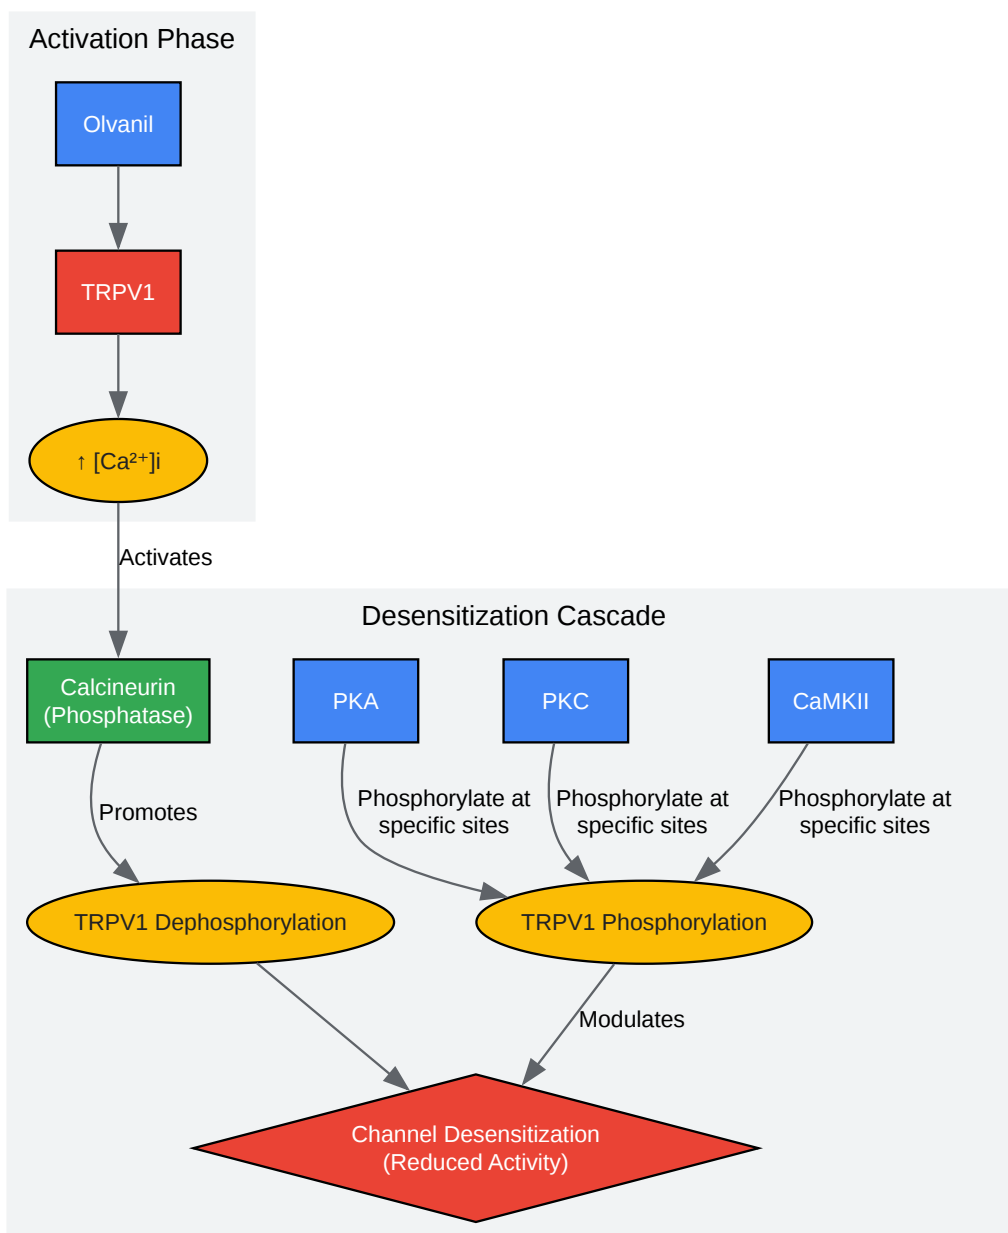 Activation Phase
Olvanil
TRPV1
↑ [Ca²⁺]i
Activates
Desensitization Cascade
Calcineurin
(Phosphatase)
PKA
PKC
CaMKII
Promotes
Phosphorylate at
specific sites
Phosphorylate at
specific sites
Phosphorylate at
specific sites
TRPV1 Dephosphorylation
TRPV1 Phosphorylation
Modulates
Channel Desensitization
(Reduced Activity)